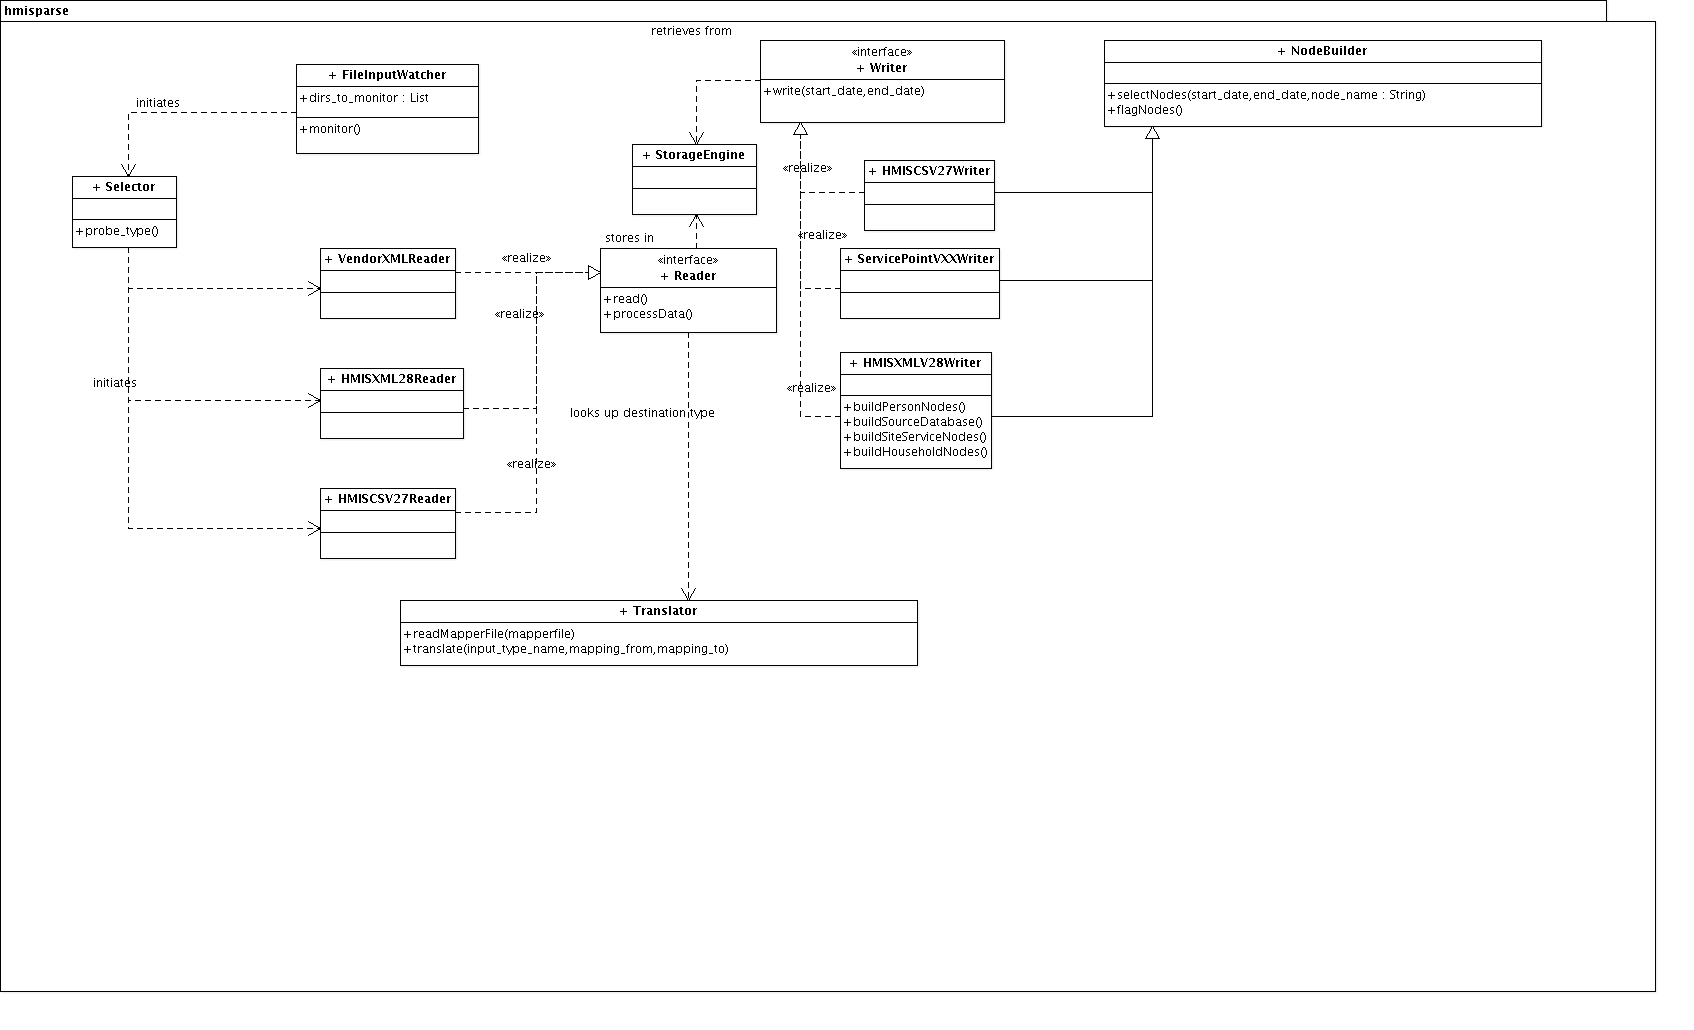 hmisparse
retrieves from
«interface»
+ Writer
+write(start_date,end_date)
+ NodeBuilder
+selectNodes(start_date,end_date,node_name : String)
+flagNodes()
+ FileInputWatcher
+dirs_to_monitor : List
+monitor()
initiates
+ StorageEngine
«realize»
+ HMISCSV27Writer
+ Selector
+probe_type()
stores in
«realize»
+ VendorXMLReader
«realize»
«interface»
+ Reader
+read()
+processData()
+ ServicePointVXXWriter
«realize»
+ HMISXMLV28Writer
+buildPersonNodes()
+buildSourceDatabase()
+buildSiteServiceNodes()
+buildHouseholdNodes()
initiates
+ HMISXML28Reader
«realize»
looks up destination type
«realize»
+ HMISCSV27Reader
+ Translator
+readMapperFile(mapperfile)
+translate(input_type_name,mapping_from,mapping_to)
«realize»